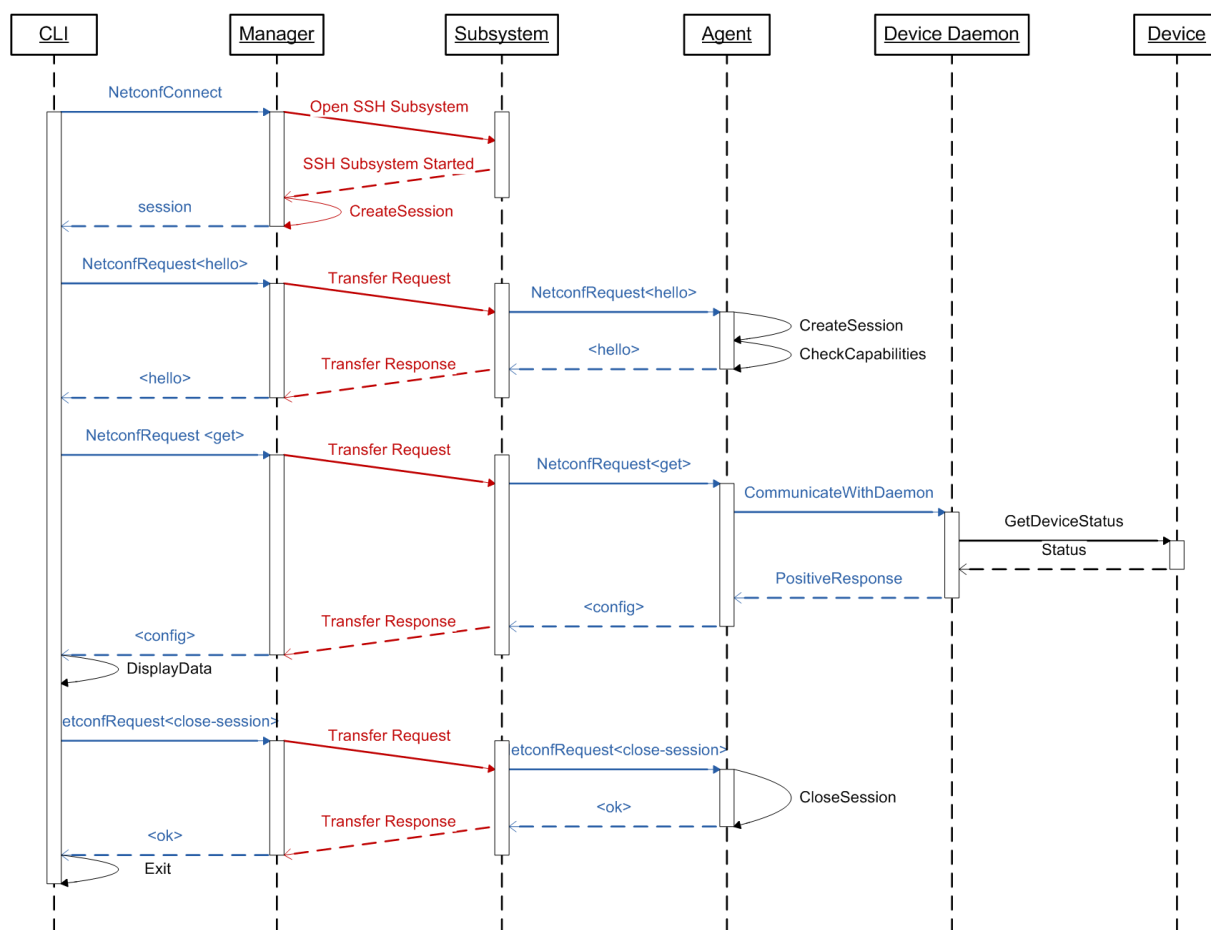 CLI
Manager
Subsystem
Agent
Device Daemon
Device
NetconfConnect
Open SSH Subsystem
SSH Subsystem Started
session
CreateSession
NetconfRequest<hello>
Transfer Request
NetconfRequest<hello>
CreateSession
<hello>
CheckCapabilities
Transfer Response
<hello>
NetconfRequest <get>
Transfer Request
NetconfRequest<get>
CommunicateWithDaemon
GetDeviceStatus
Status
PositiveResponse
<config>
Transfer Response
<config>
DisplayData
etconfRequest<close-session>
Transfer Request
etconfRequest<close-session>
CloseSession
<ok>
Transfer Response
<ok>
Exit